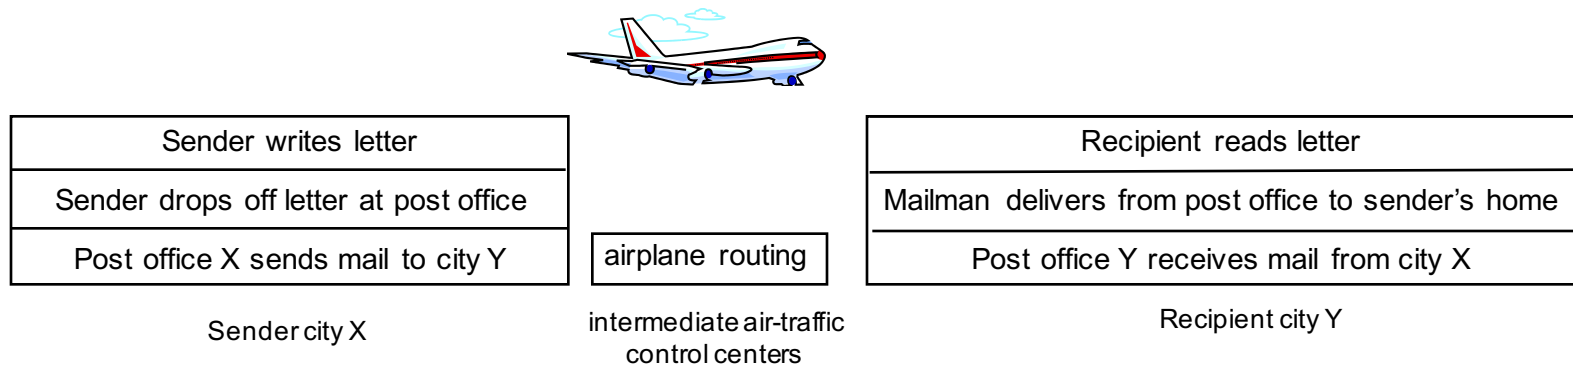 Sender writes letter
Sender drops off letter at post office
Post office X sends mail to city Y
Sender city X
airplane routing
intermediate air-traffic
control centers
Recipient reads letter
Mailman delivers from post office to sender’s home
Post office Y receives mail from city X
Recipient city Y